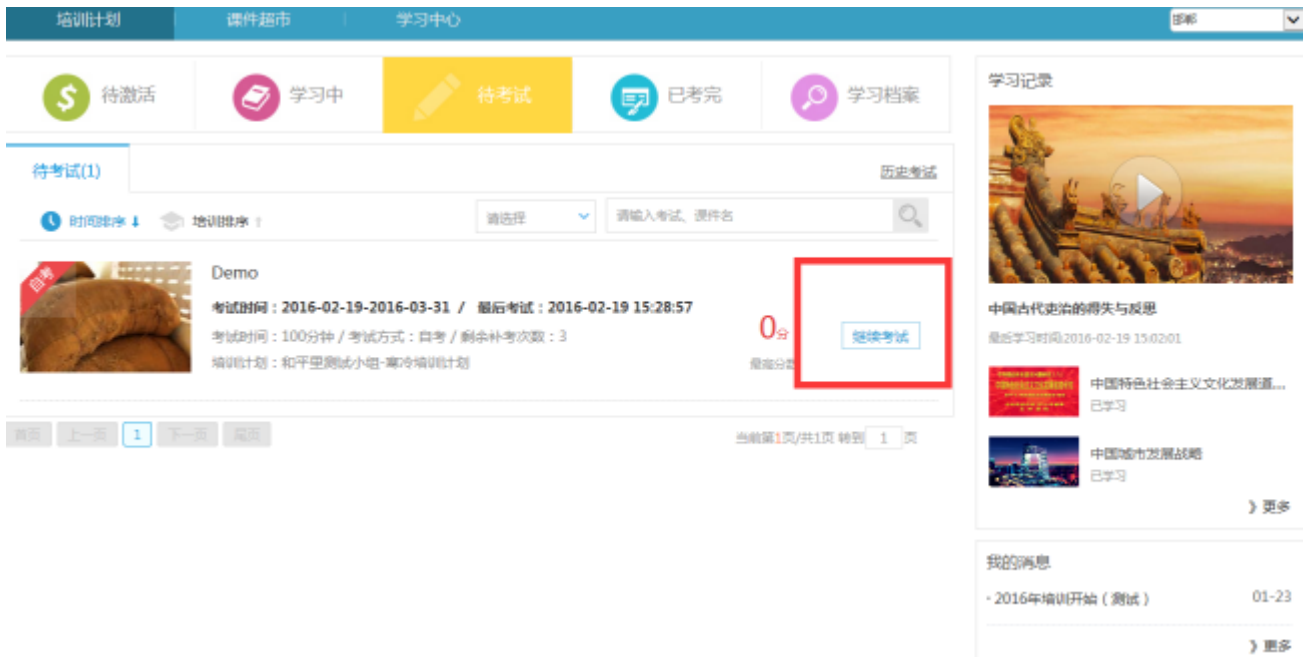 培训计划 课件超市 学习中心 邯郸
待激活 学习中 待考试 已考完 学习档案
待考试(1) 历史考试
时间排序 培训排序 请选择 请输入考试、课件名
自考
Demo
考试时间：2016-02-19-2016-03-31 / 最后考试：2016-02-19 15:28:57
考试时间：100分钟 / 考试方式：自考 / 剩余补考次数：3
培训计划：和平里测试小组-寒冷培训计划
0分
最高分数
继续考试
首页 上一页 1 下一页 尾页 当前第1页/共1页 转到 1 页
学习记录
中国古代吏治的得失与反思
最后学习时间:2016-02-19 15:02:01
中国特色社会主义文化发展道...
已学习
中国城市发展战略
已学习
》更多
我的消息
· 2016年培训开始（测试） 01-23
》更多